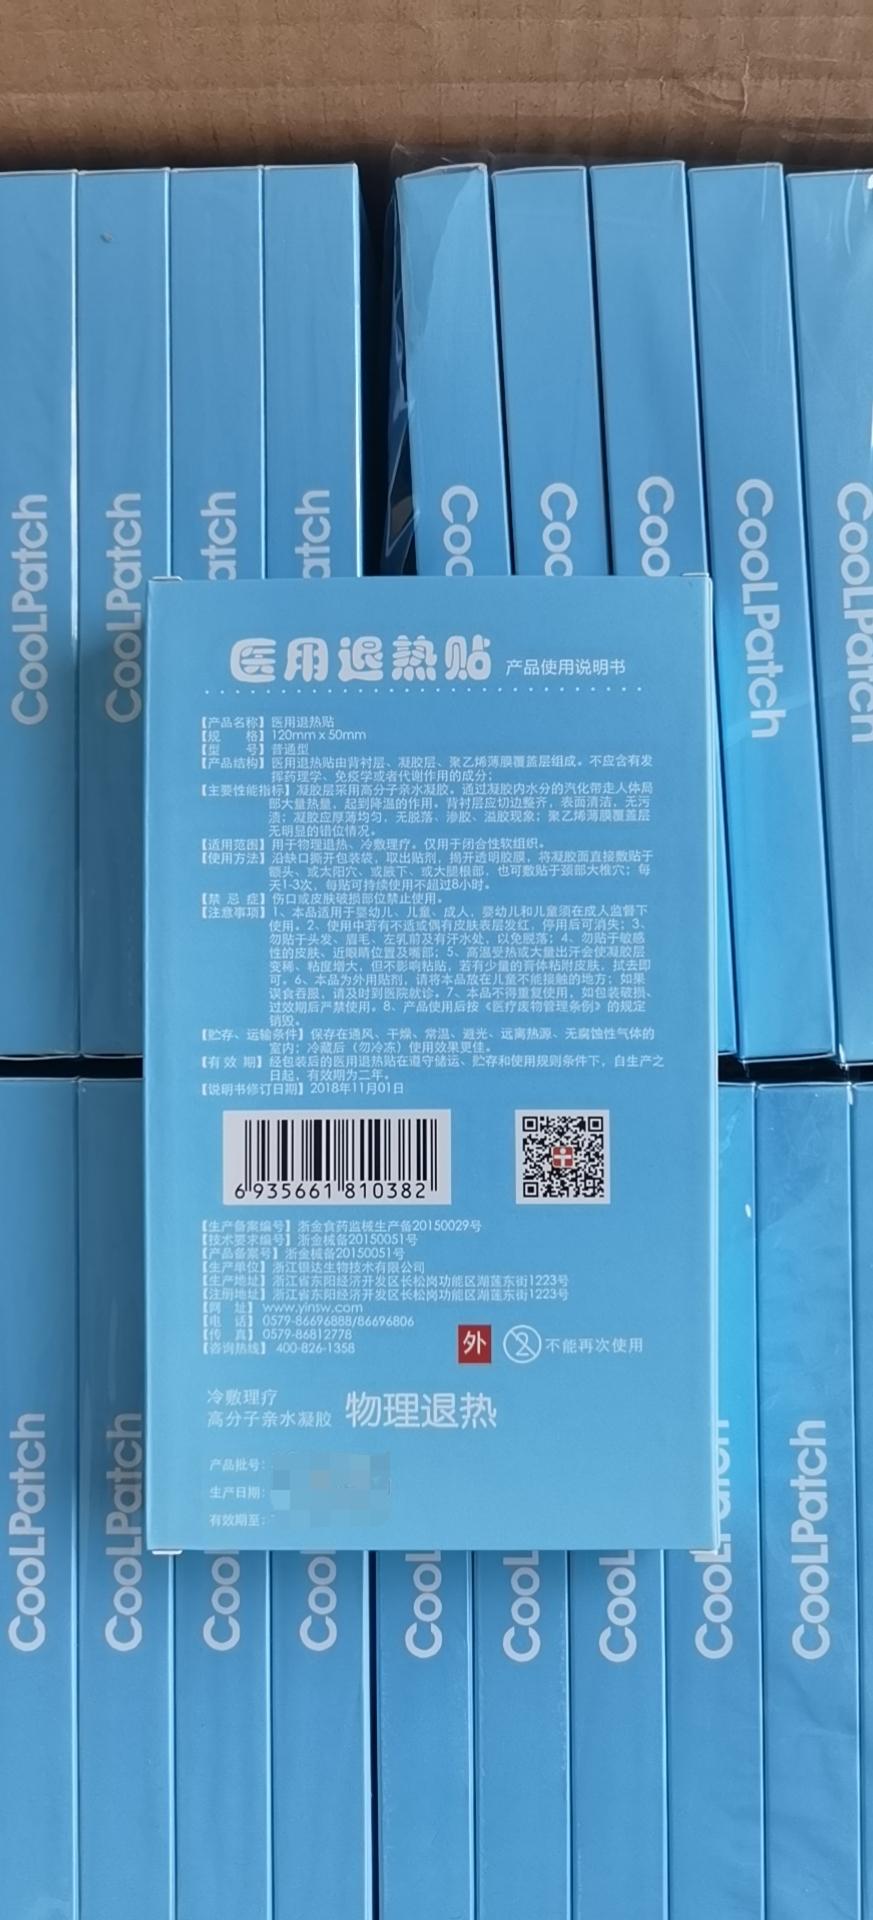 CooLPatch
CooLPatch
atch
atch
Coo
Coo
Coo
CooLPatch
CooLPatch
医用退热贴 产品使用说明书
【产品名称】医用退热贴
【规 格】120mm x 50mm
【型 号】普通型
【产品结构】医用退热贴由背衬层、凝胶层、聚乙烯薄膜覆盖层组成。不应含有发
挥药理学、免疫学或者代谢作用的成分；
【主要性能指标】凝胶层采用高分子亲水凝胶。通过凝胶内水分的汽化带走人体局
部大量热量，起到降温的作用。背衬层应切边整齐，表面清洁，无污
渍；凝胶应厚薄均匀，无脱落、渗胶、溢胶现象；聚乙烯薄膜覆盖层
无明显的错位情况。
【适用范围】用于物理退热、冷敷理疗。仅用于闭合性软组织。
【使用方法】沿缺口撕开包装袋，取出贴剂，揭开透明胶膜，将凝胶面直接敷贴于
额头、或太阳穴、或腋下、或大腿根部，也可敷贴于颈部大椎穴；每
天1-3次，每贴可持续使用不超过8小时。
【禁 忌 症】伤口或皮肤破损部位禁止使用。
【注意事项】1、本品适用于婴幼儿、儿童、成人，婴幼儿和儿童须在成人监督下
使用。2、使用中若有不适或偶有皮肤表层发红，停用后可消失；3、
勿贴于头发、眉毛、左乳前及有汗水处，以免脱落；4、勿贴于敏感
性的皮肤、近眼睛位置及嘴部；5、高温受热或大量出汗会使凝胶层
变稀、粘度增大，但不影响粘贴，若有少量的膏体粘附皮肤，拭去即
可。6、本品为外用贴剂，请将本品放在儿童不能接触的地方；如果
误食吞服，请及时到医院就诊。7、本品不得重复使用，如包装破损、
过效期后严禁使用。8、产品使用后按《医疗废物管理条例》的规定
销毁。
【贮存、运输条件】保存在通风、干燥、常温、避光、远离热源、无腐蚀性气体的
室内；冷藏后（勿冷冻）使用效果更佳。
【有 效 期】经包装后的医用退热贴在遵守储运、贮存和使用规则条件下，自生产之
日起，有效期为二年。
【说明书修订日期】2018年11月01日
6 935661 810382
【生产备案编号】浙金食药监械生产备20150029号
【技术要求编号】浙金械备20150051号
【产品备案号】浙金械备20150051号
【生产单位】浙江银达生物技术有限公司
【生产地址】浙江省东阳经济开发区长松岗功能区湖莲东街1223号
【注册地址】浙江省东阳经济开发区长松岗功能区湖莲东街1223号
【网 址】www.yinsw.com
【电 话】0579-86696888/86696806
【传 真】0579-86812778
【咨询热线】400-826-1358
外 2 不能再次使用
冷敷理疗
高分子亲水凝胶 物理退热
产品批号：
生产日期：
有效期至：
CooLPatch
CooLPatch
CooL
CooL
CooL
CooL
CooL
CooLPatch
CooLPatch